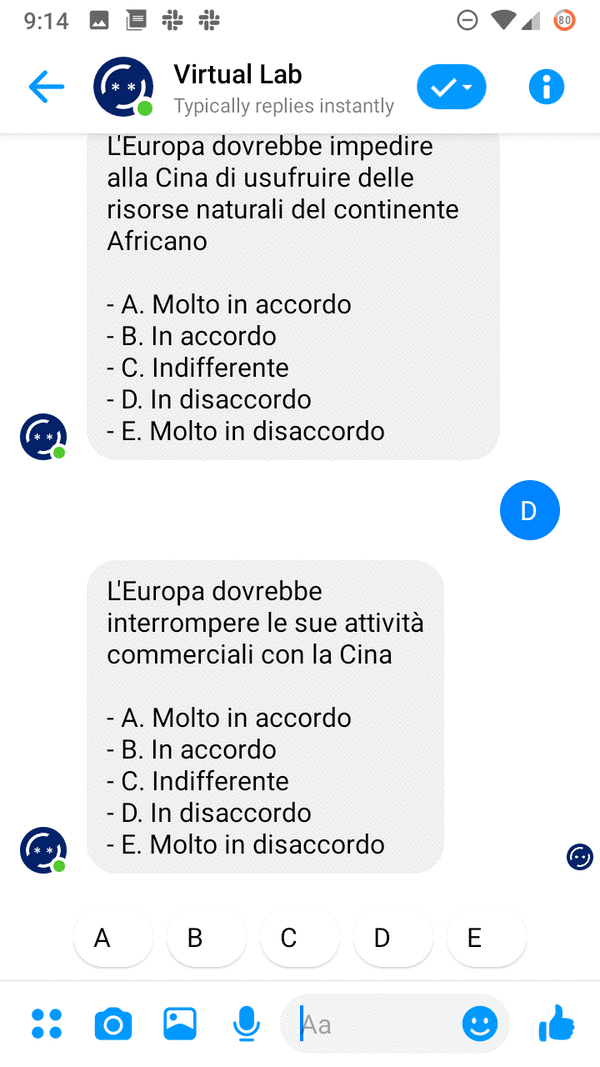 9:14
80
Virtual Lab
Typically replies instantly
L'Europa dovrebbe impedire
alla Cina di usufruire delle
risorse naturali del continente
Africano
- A. Molto in accordo
- B. In accordo
- C. Indifferente
- D. In disaccordo
- E. Molto in disaccordo
D
L'Europa dovrebbe
interrompere le sue attività
commerciali con la Cina
- A. Molto in accordo
- B. In accordo
- C. Indifferente
- D. In disaccordo
- E. Molto in disaccordo
A B C D E
Aa